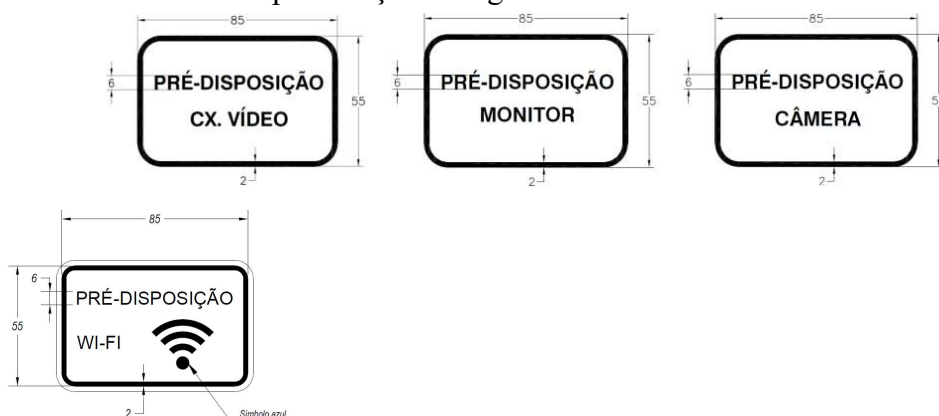 85
85
85
6
PRÉ-DISPOSIÇÃO
CX. VÍDEO
55
2
6
PRÉ-DISPOSIÇÃO
MONITOR
55
2
6
PRÉ-DISPOSIÇÃO
CÂMERA
2
85
6
PRÉ-DISPOSIÇÃO
WI-FI
55
2
Símbolo azul